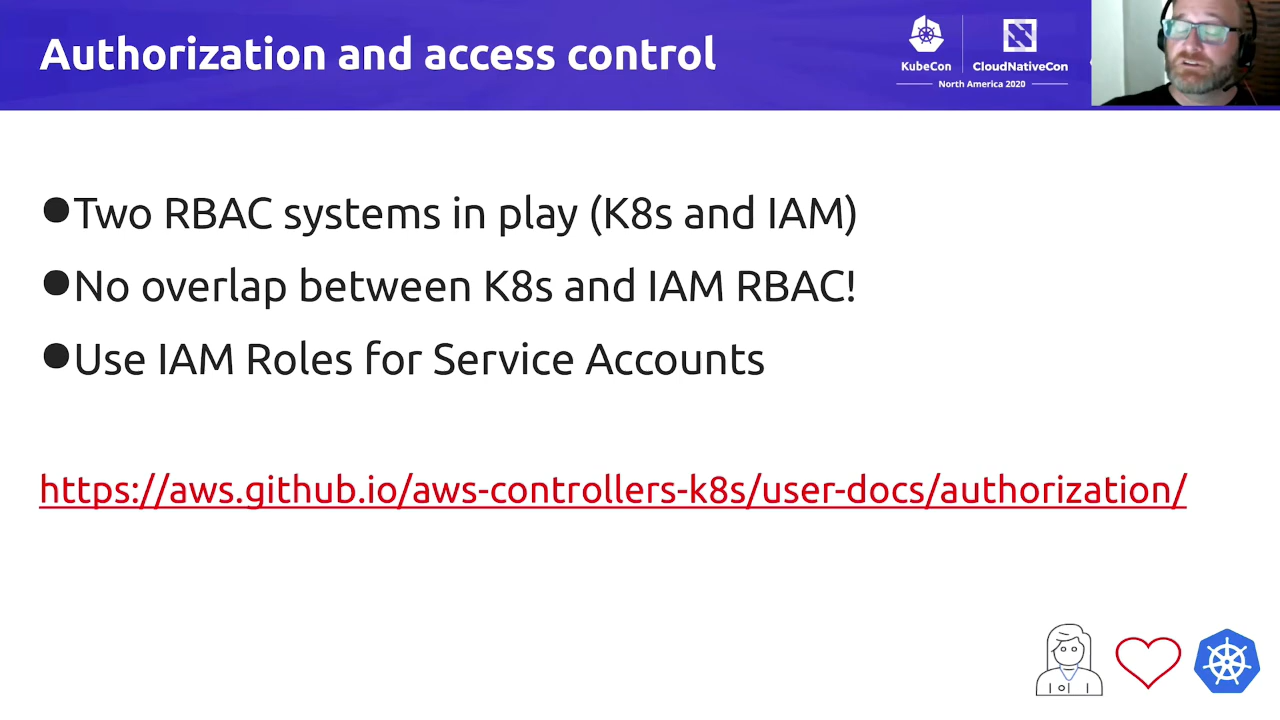 Authorization and access control
KubeCon
CloudNativeCon
North America 2020
●Two RBAC systems in play (K8s and IAM)
●No overlap between K8s and IAM RBAC!
●Use IAM Roles for Service Accounts
https://aws.github.io/aws-controllers-k8s/user-docs/authorization/